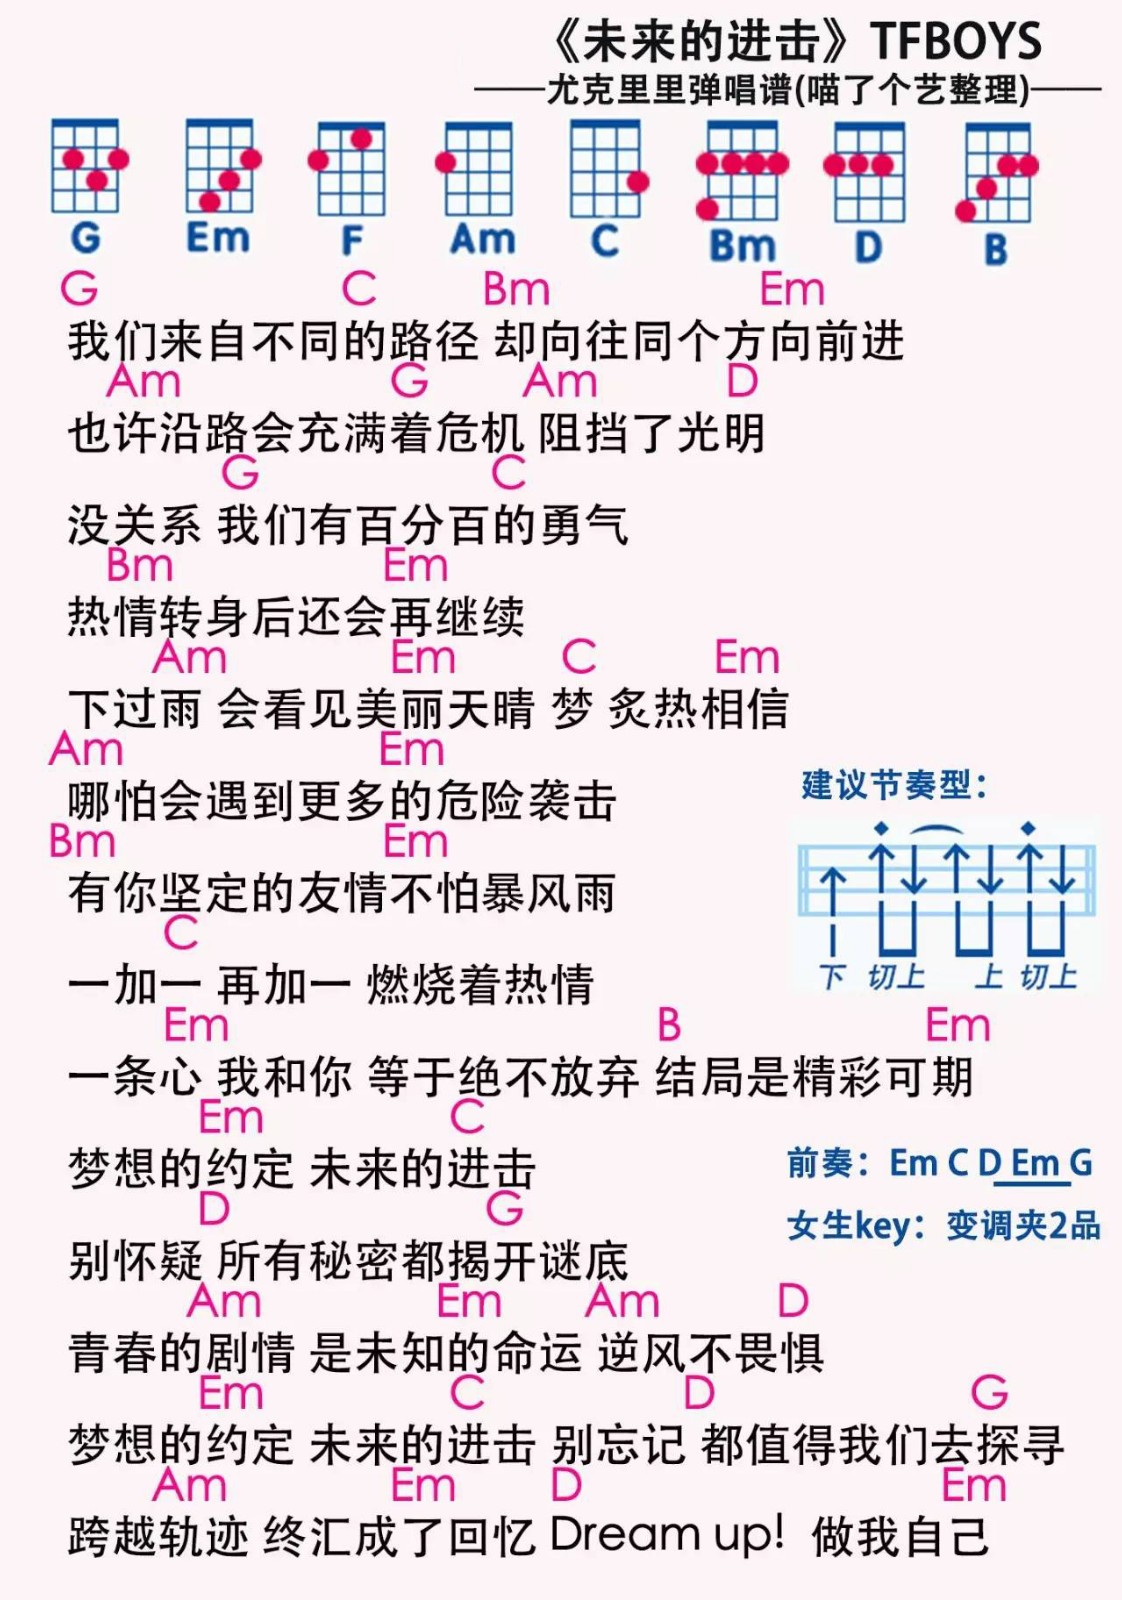 《未来的进击》TFBOYS
——尤克里里弹唱谱(喵了个艺整理)——
G Em F Am C Bm D B
G C Bm Em
我们来自不同的路径 却向往同个方向前进
Am G Am D
也许沿路会充满着危机 阻挡了光明
G C
没关系 我们有百分百的勇气
Bm Em
热情转身后还会再继续
Am Em C Em
下过雨 会看见美丽天晴 梦 炙热相信
Am Em
哪怕会遇到更多的危险袭击
Bm Em
有你坚定的友情不怕暴风雨
C
一加一 再加一 燃烧着热情
建议节奏型：
下 切上 上 切上
Em B Em
一条心 我和你 等于绝不放弃 结局是精彩可期
Em C
梦想的约定 未来的进击
前奏：Em C D Em G
D G
别怀疑 所有秘密都揭开谜底
女生key：变调夹2品
Am Em Am D
青春的剧情 是未知的命运 逆风不畏惧
Em C D G
梦想的约定 未来的进击 别忘记 都值得我们去探寻
Am Em D Em
跨越轨迹 终汇成了回忆 Dream up! 做我自己